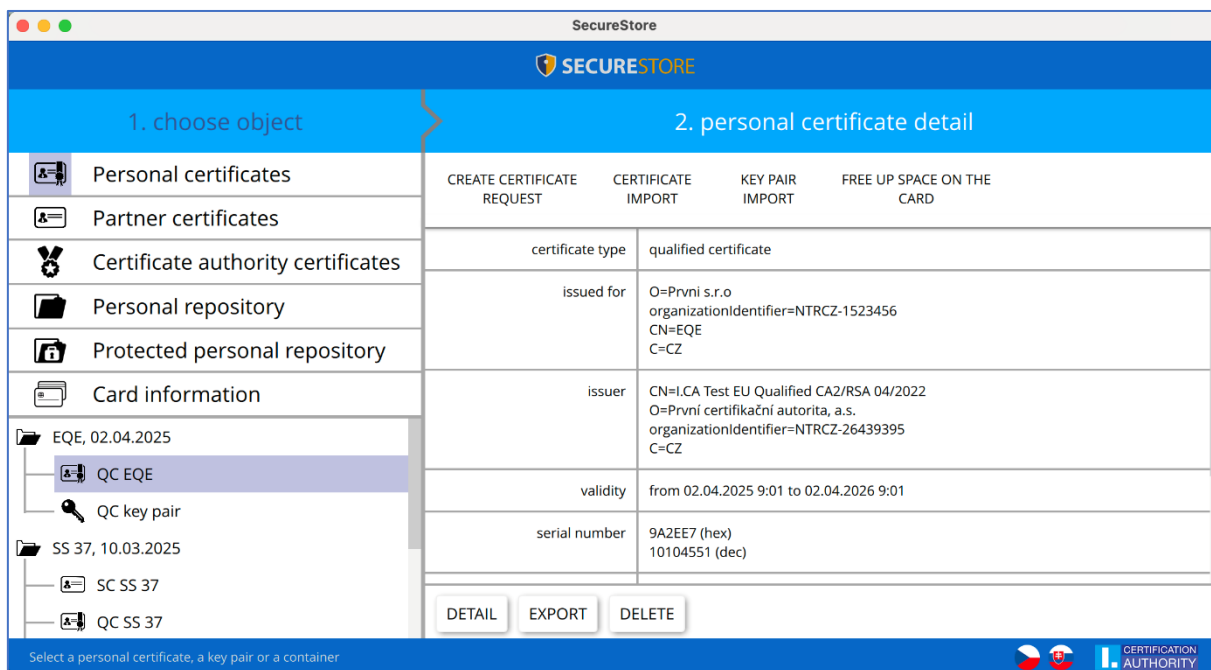 SecureStore
SECURESTORE
1. choose object
2. personal certificate detail
Personal certificates
Partner certificates
Certificate authority certificates
Personal repository
Protected personal repository
Card information
EQE, 02.04.2025
QC EQE
QC key pair
SS 37, 10.03.2025
SC SS 37
QC SS 37
CREATE CERTIFICATE
REQUEST
CERTIFICATE
IMPORT
KEY PAIR
IMPORT
FREE UP SPACE ON THE
CARD
certificate type
qualified certificate
issued for
O=Prvni s.r.o
organizationIdentifier=NTRCZ-1523456
CN=EQE
C=CZ
issuer
CN=I.CA Test EU Qualified CA2/RSA 04/2022
O=První certifikační autorita, a.s.
organizationIdentifier=NTRCZ-26439395
C=CZ
validity
from 02.04.2025 9:01 to 02.04.2026 9:01
serial number
9A2EE7 (hex)
10104551 (dec)
DETAIL
EXPORT
DELETE
Select a personal certificate, a key pair or a container
I.
CERTIFICATION
AUTHORITY